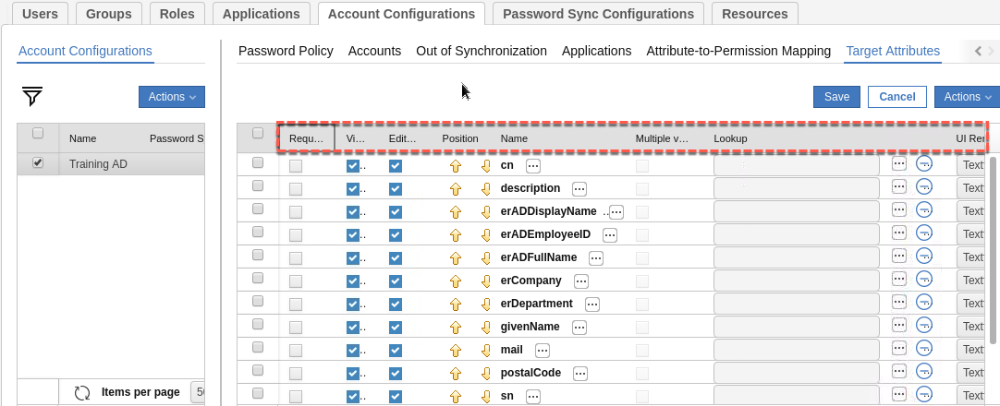 Users Groups Roles Applications Account Configurations Password Sync Configurations Resources
Account Configurations Password Policy Accounts Out of Synchronization Applications Attribute-to-Permission Mapping Target Attributes
Actions Save Cancel Actions
Name Password S Requ... Vi... Edit... Position Name Multiple v... Lookup UI Rer
Training AD cn ... Text
description ... Text
erADDisplayName ... Text
erADEmployeeID ... Text
erADFullName ... Text
erCompany ... Text
erDepartment ... Text
givenName ... Text
mail ... Text
postalCode ... Text
Items per page 50 sn ... Text